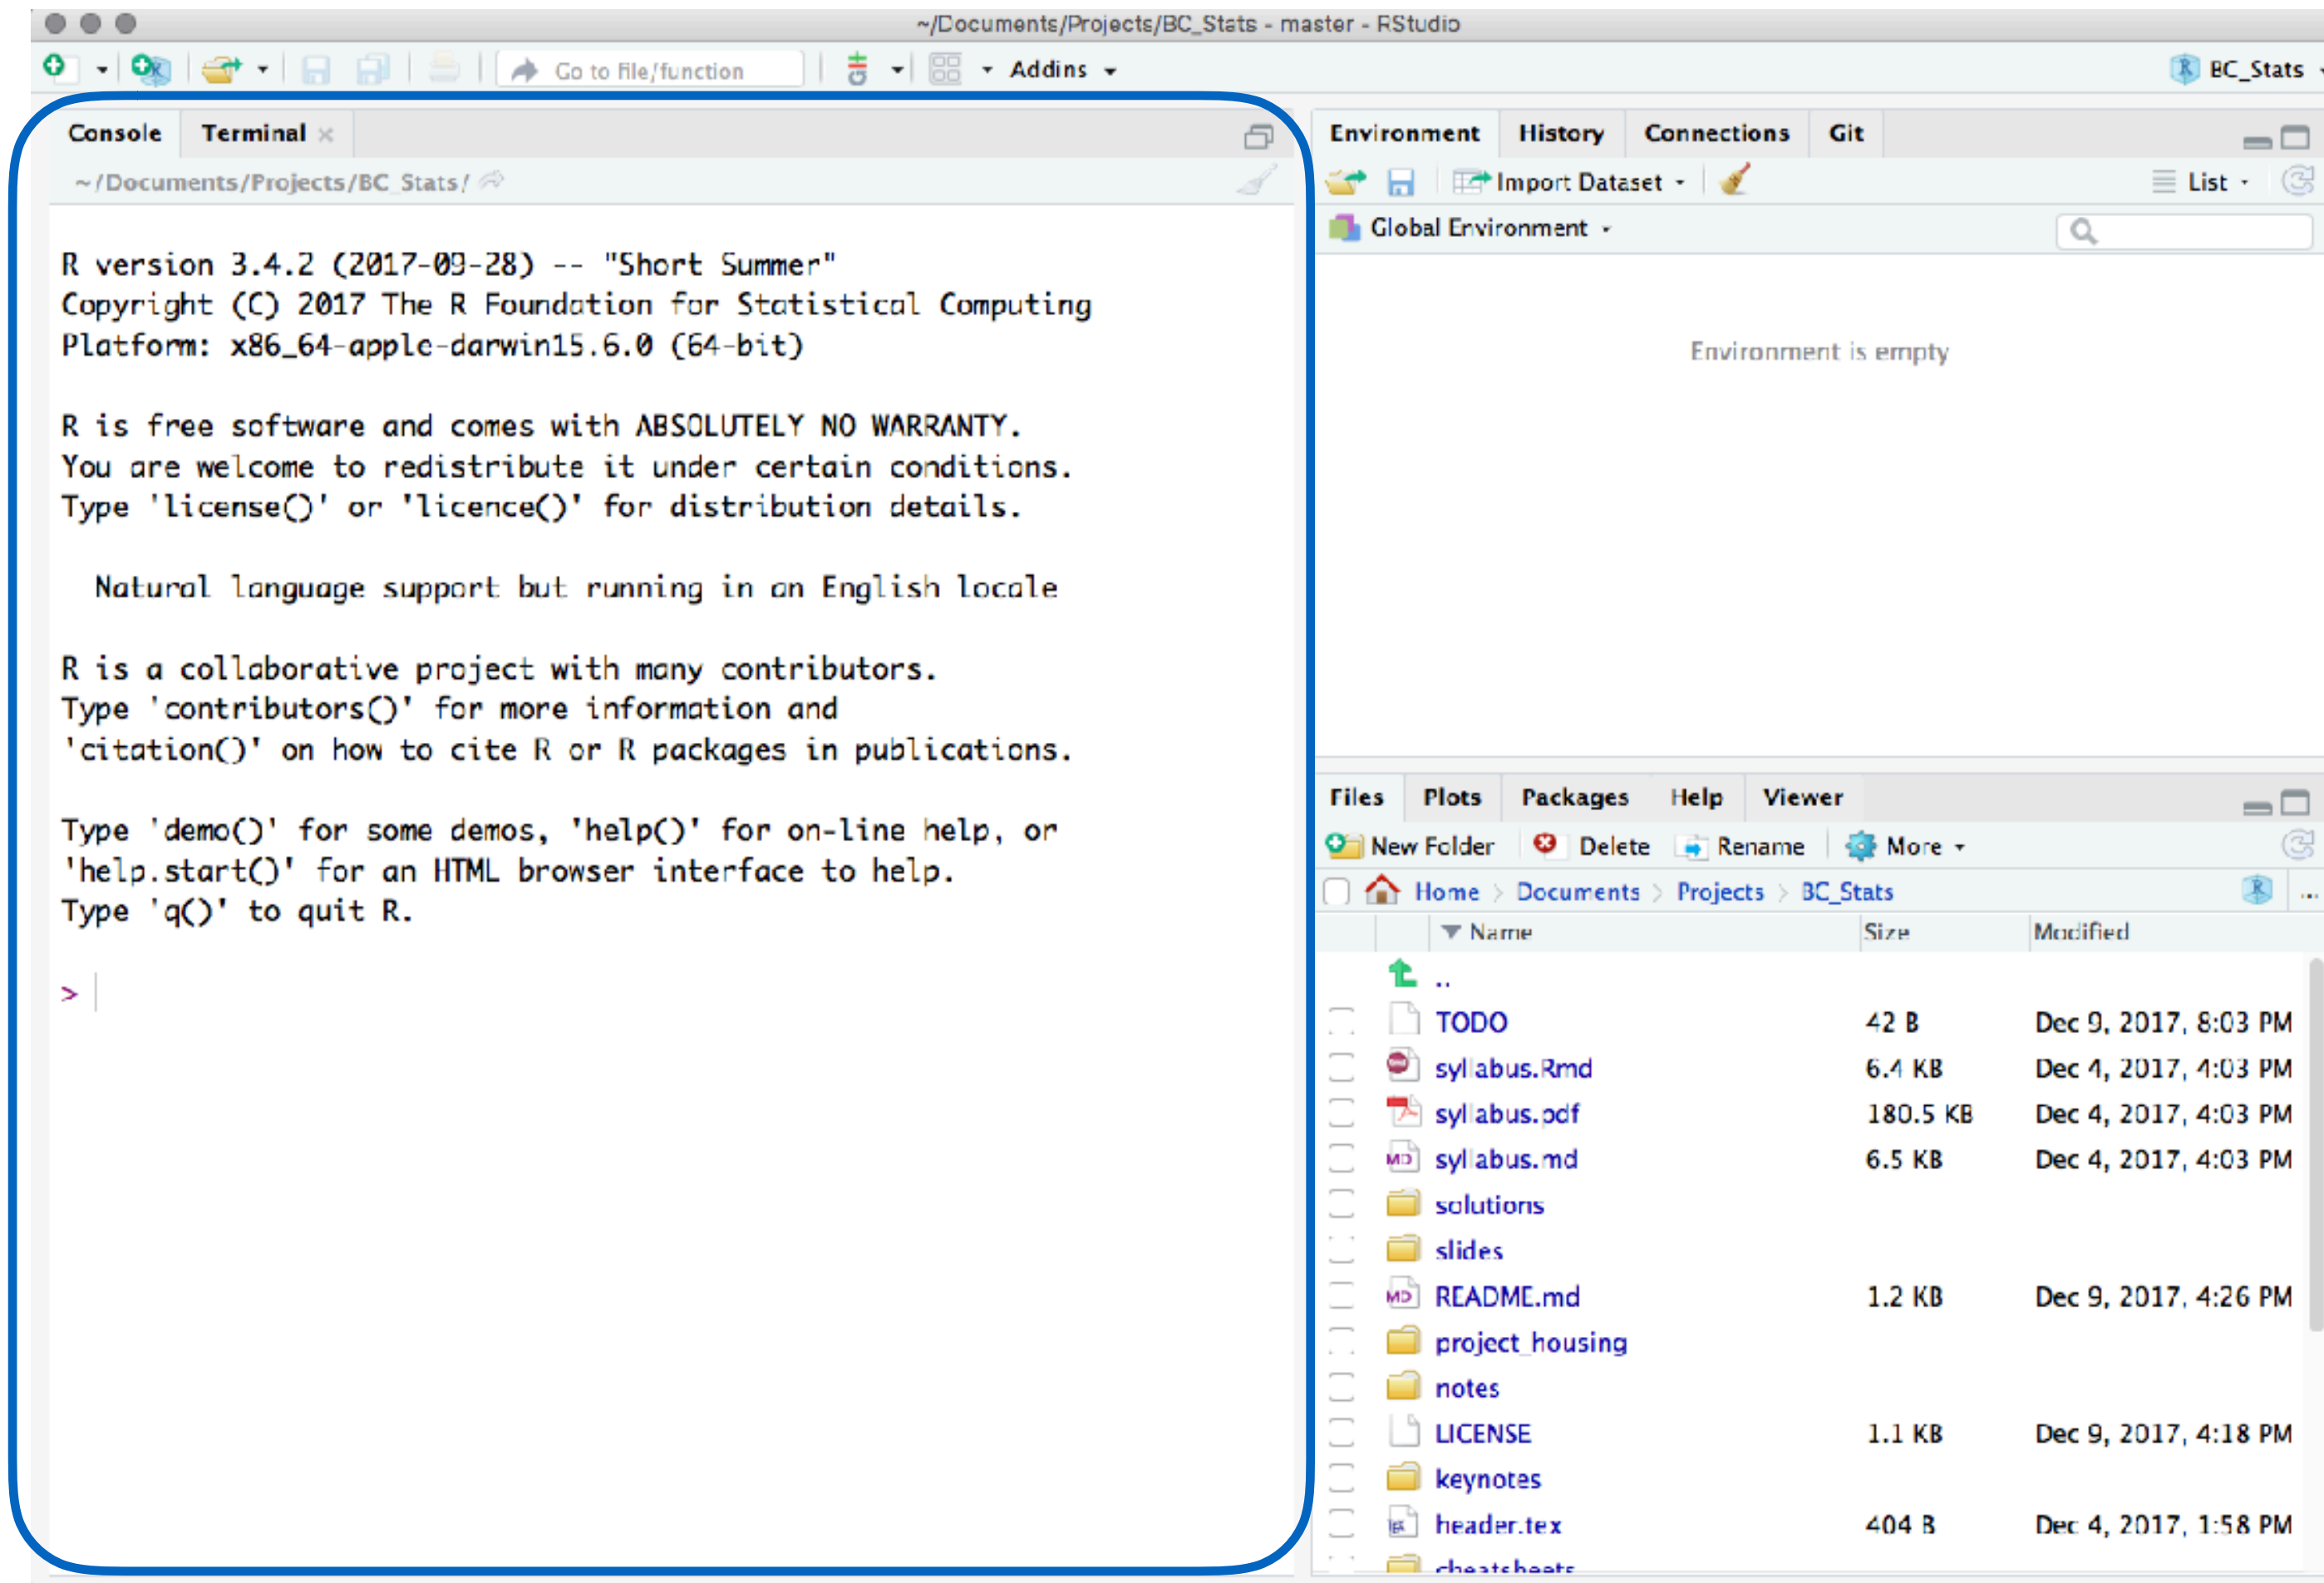 ~/Documents/Projects/BC_Stats - master - RStudio
Go to file/function
Addins
BC_Stats
Console Terminal
~/Documents/Projects/BC_Stats/
R version 3.4.2 (2017-09-28) -- "Short Summer"
Copyright (C) 2017 The R Foundation for Statistical Computing
Platform: x86_64-apple-darwin15.6.0 (64-bit)
R is free software and comes with ABSOLUTELY NO WARRANTY.
You are welcome to redistribute it under certain conditions.
Type 'license()' or 'licence()' for distribution details.
Natural language support but running in an English locale
R is a collaborative project with many contributors.
Type 'contributors()' for more information and
'citation()' on how to cite R or R packages in publications.
Type 'demo()' for some demos, 'help()' for on-line help, or
'help.start()' for an HTML browser interface to help.
Type 'q()' to quit R.
>
Environment History Connections Git
Import Dataset List
Global Environment
Environment is empty
Files Plots Packages Help Viewer
New Folder Delete Rename More
Home > Documents > Projects > BC_Stats ...
Name Size Modified
..
TODO 42 B Dec 9, 2017, 8:03 PM
syllabus.Rmd 6.4 KB Dec 4, 2017, 4:03 PM
syllabus.pdf 180.5 KB Dec 4, 2017, 4:03 PM
MD syllabus.md 6.5 KB Dec 4, 2017, 4:03 PM
solutions
slides
MD README.md 1.2 KB Dec 9, 2017, 4:26 PM
project_housing
notes
LICENSE 1.1 KB Dec 9, 2017, 4:18 PM
keynotes
header.tex 404 B Dec 4, 2017, 1:58 PM
cheatsheets